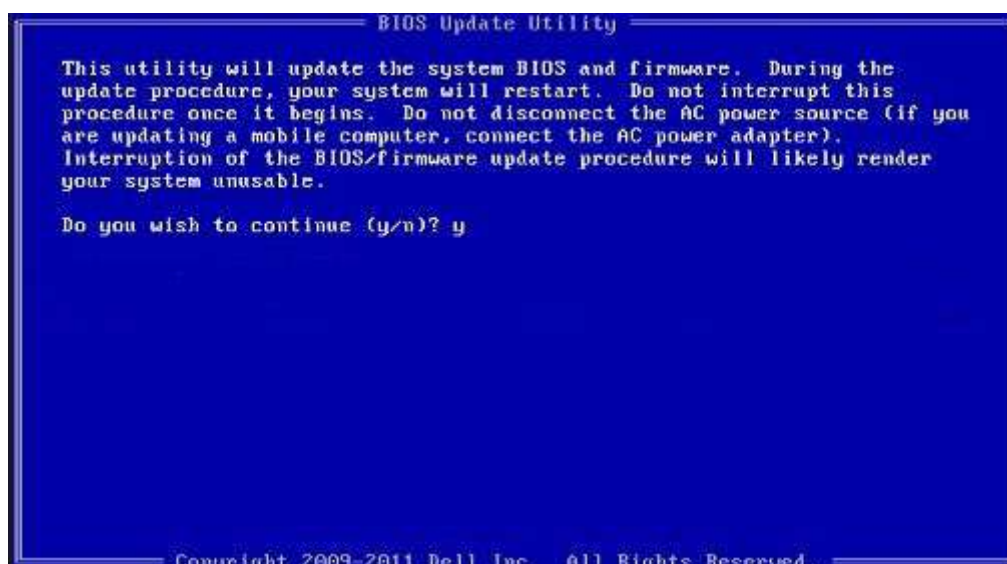 BIOS Update Utility
This utility will update the system BIOS and firmware. During the
update procedure, your system will restart. Do not interrupt this
procedure once it begins. Do not disconnect the AC power source (if you
are updating a mobile computer, connect the AC power adapter).
Interruption of the BIOS/firmware update procedure will likely render
your system unusable.
Do you wish to continue (y/n)? y
Copyright 2009-2011 Dell Inc. All Rights Reserved